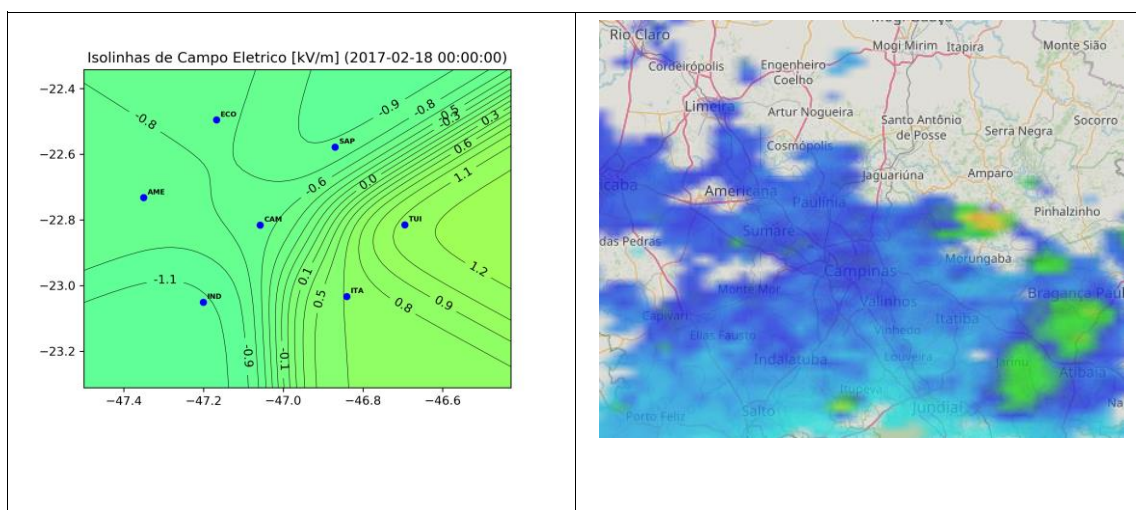 Isolinhas de Campo Eletrico [kV/m] (2017-02-18 00:00:00)
−22.4
−22.6
−22.8
−23.0
−23.2
−47.4
−47.2
−47.0
−46.8
−46.6
ECO
SAP
AME
CAM
TUI
IND
ITA
-0.9
-0.8
-0.5
-0.3
0.3
-0.8
0.6
-0.6
0.0
1.1
-1.1
0.1
0.5
1.2
0.9
0.8
-0.9
-0.1
Rio Claro
Mogi Mirim
Itapira
Monte Sião
Cordeirópolis
Engenheiro
Coelho
Limeira
Artur Nogueira
Santo Antônio
de Posse
Socorro
Serra Negra
Cosmópolis
Jaguariúna
Amparo
caba
Americana
Paulínia
Pinhalzinho
das Pedras
Sumaré
Morungaba
Campinas
Monte Mor
Valinhos
Bragança Paul
Capivari
Elias Fausto
Vinhedo
Itatiba
Indaiatuba
Louveira
Jarinu
Atibaia
Itupeva
Porto Feliz
Salto
Jundiaí
Na